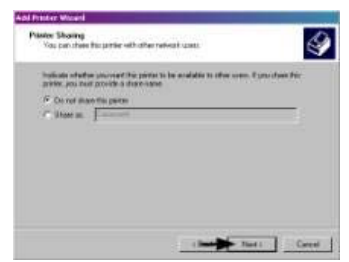 Add Printer Wizard
Printer Sharing
You can share this printer with other network users.
Indicate whether you want this printer to be available to other users. If you share this
printer, you must provide a share name.
Do not share this printer
Share as:
Next >
Cancel